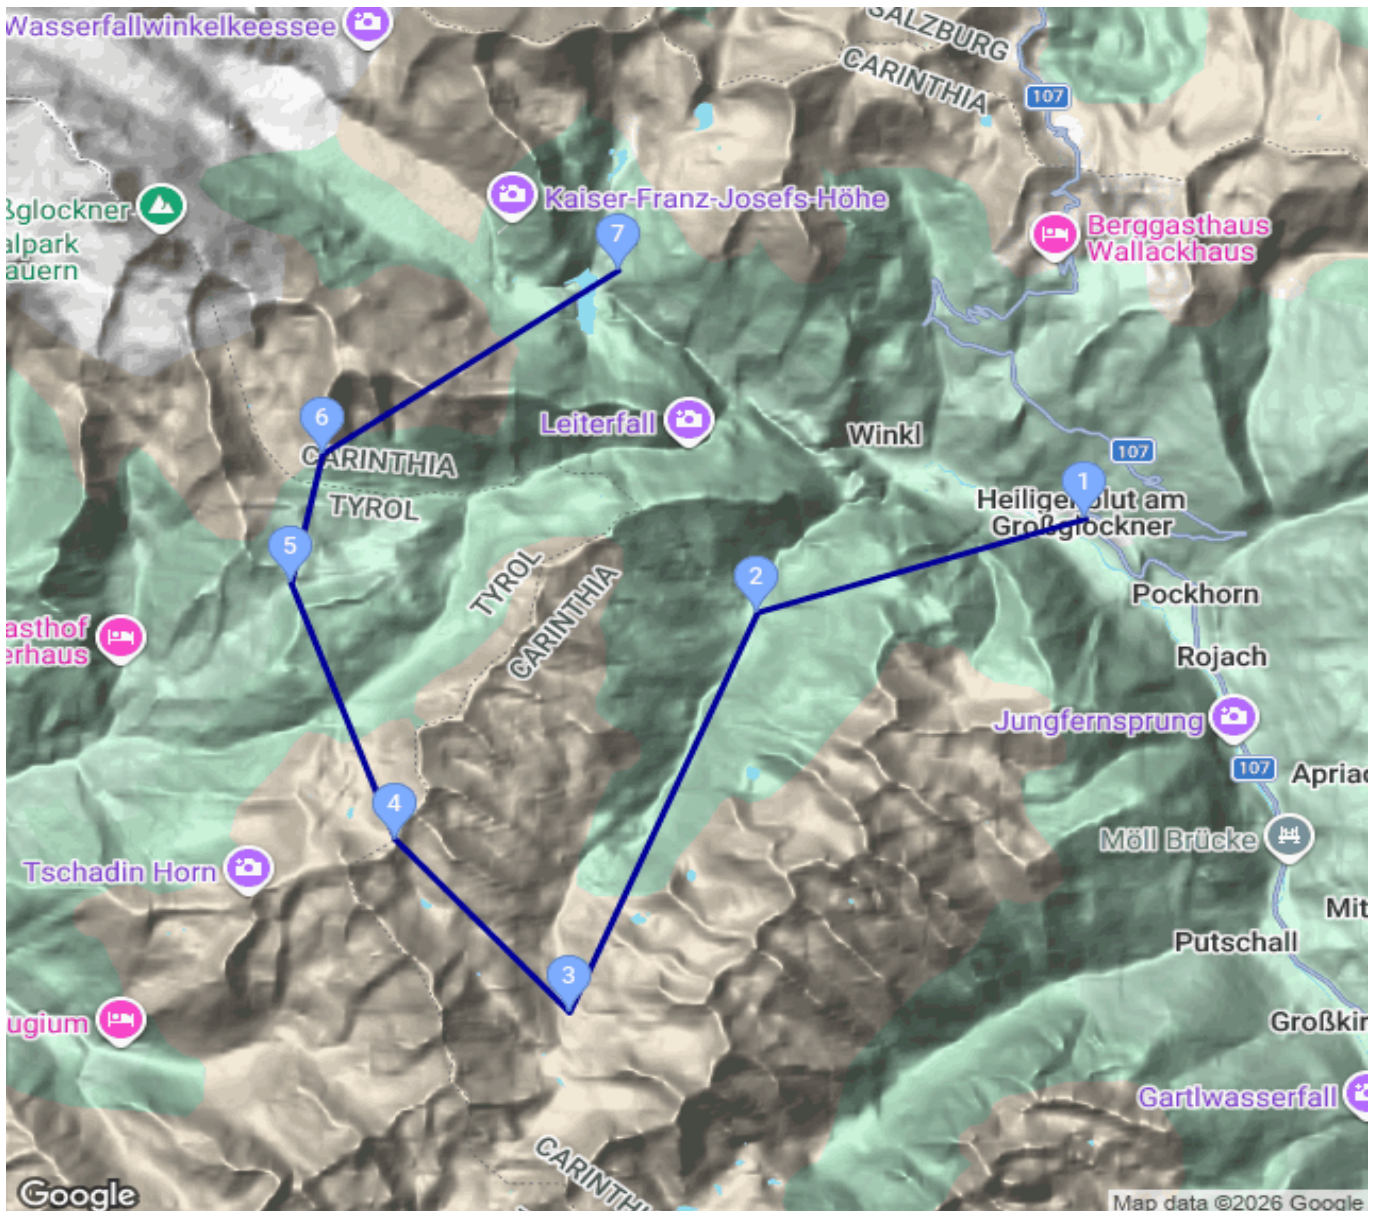 Wasserfallwinkelkeessee
SALZBURG
CARINTHIA
107
ßglockner
alpark
auern
Kaiser-Franz-Josefs-Höhe
7
Berggasthaus
Wallackhaus
6
Leiterfall
Winkl
107
CARINTHIA
TYROL
1
Heiligenblut am
Großglockner
5
TYROL
CARINTHIA
2
Pockhorn
asthof
erhaus
Rojach
Jungfernsprung
107
Apriac
4
Möll Brücke
Tschadin Horn
Mit
Putschall
3
ugium
Großkir
Gartlwasserfall
CARINTHI
Google
Map data ©2026 Google